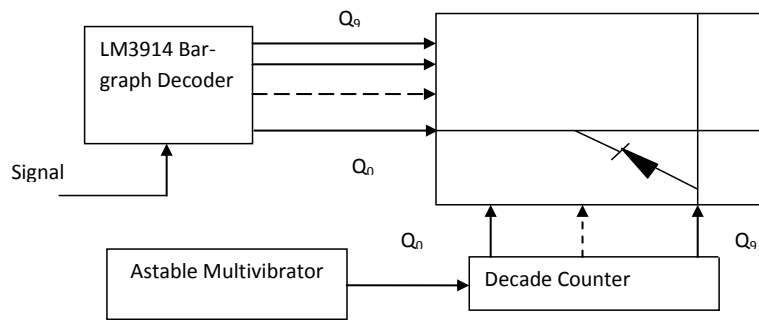 Q₉
LM3914 Bar-
graph Decoder
Q₀
Signal
Q₀
Q₉
Astable Multivibrator
Decade Counter